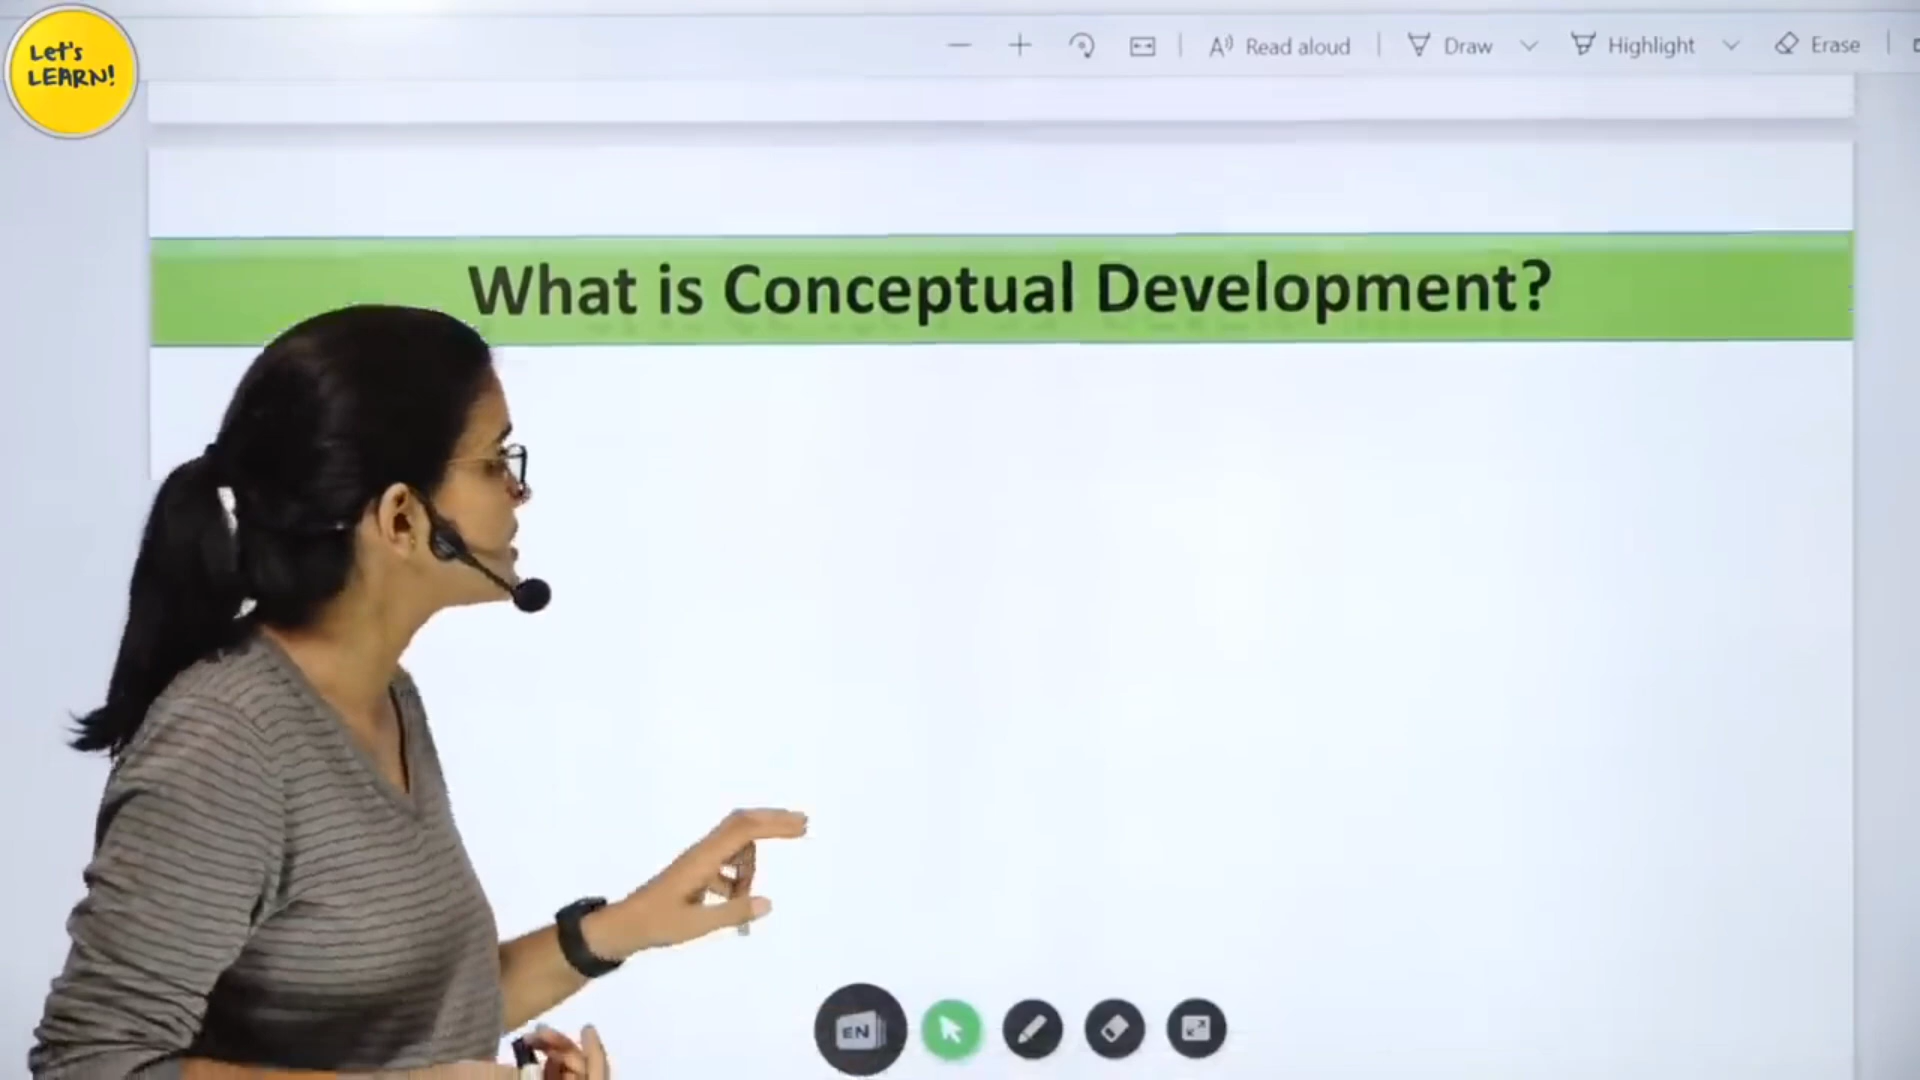 Let's
LEARN!
Read aloud
Draw
Highlight
Erase
What is Conceptual Development?
EN